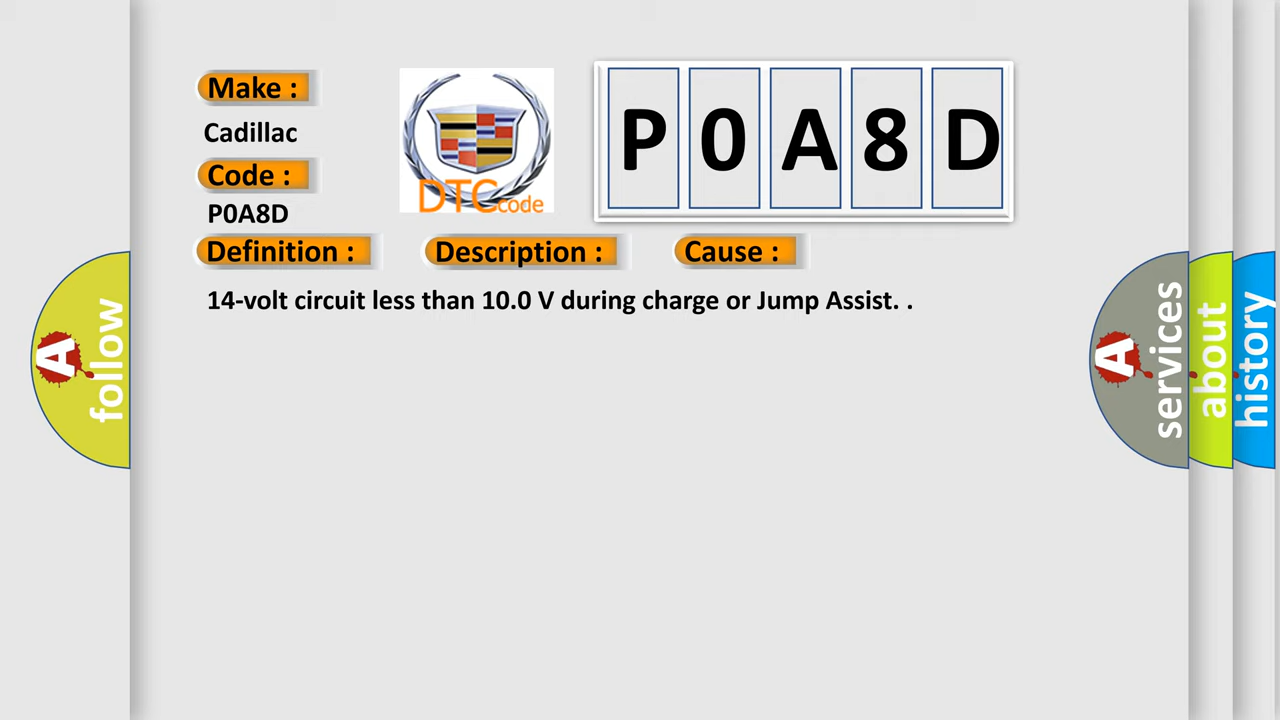 Make :
Cadillac
Code :
P0A8D
DTC code
P 0 A 8 D
Definition :
Description :
Cause :
14-volt circuit less than 10.0 V during charge or Jump Assist. .
A follow
A services
about
history